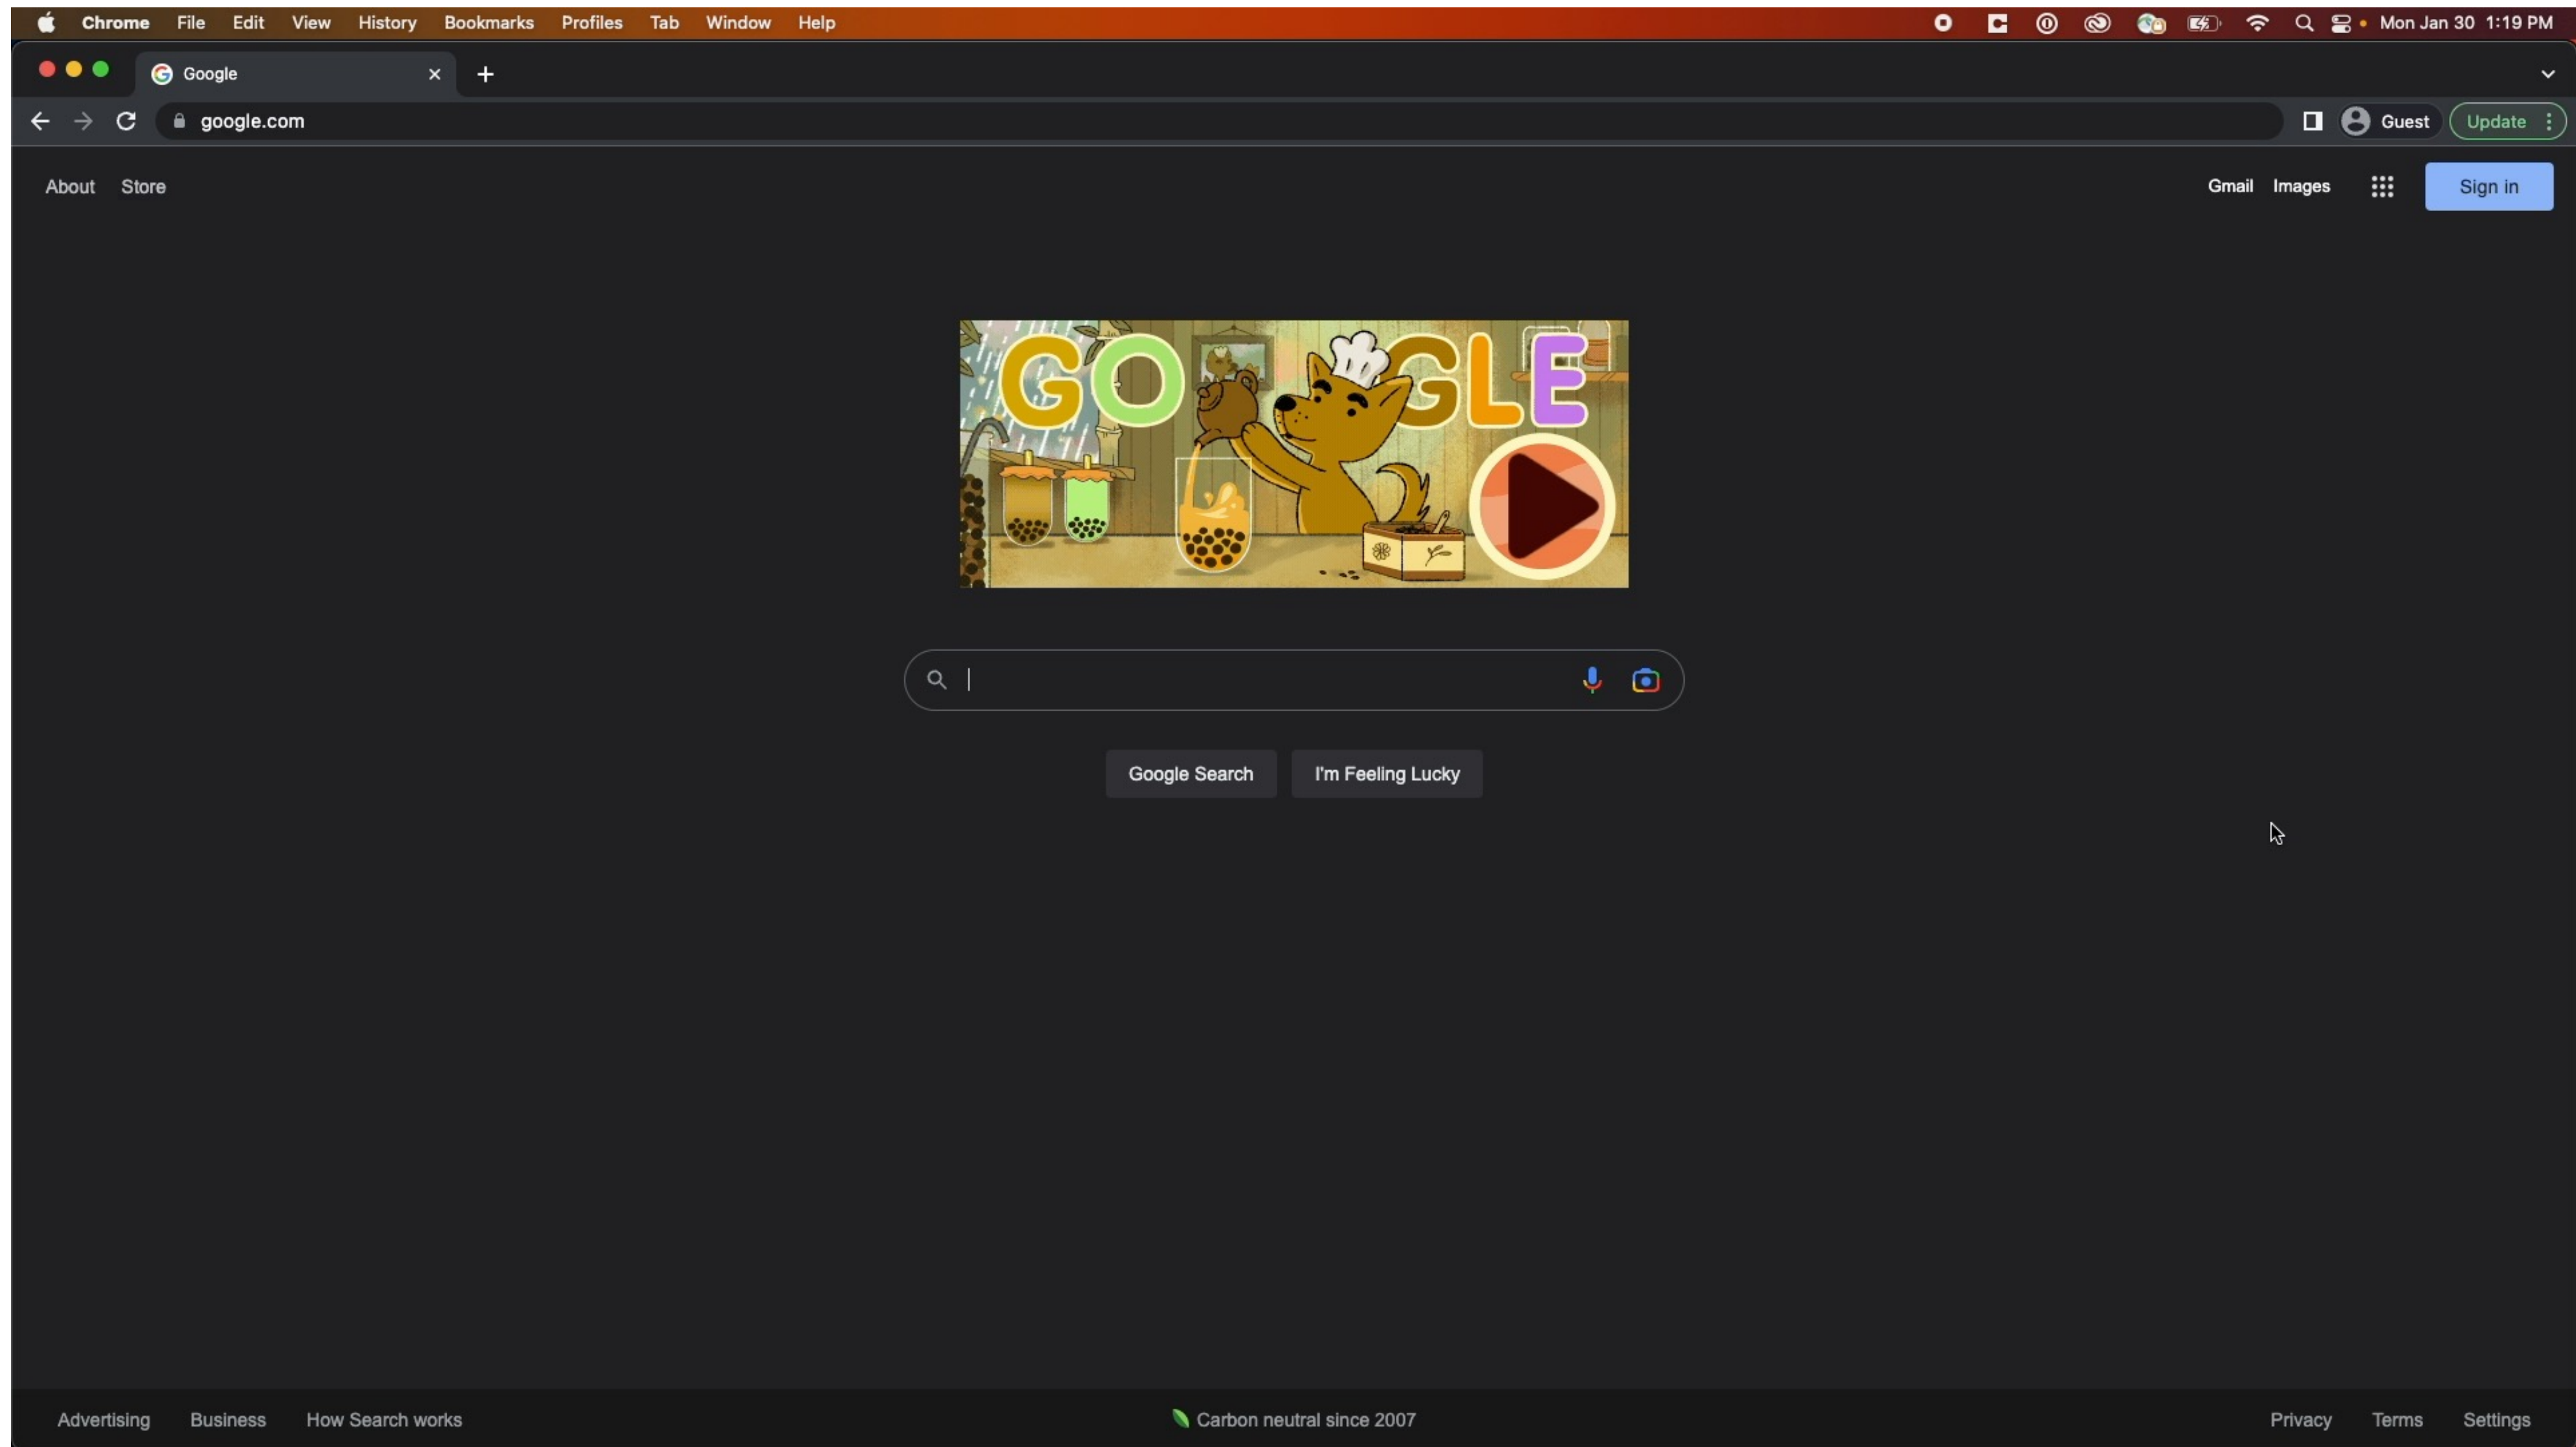 Chrome File Edit View History Bookmarks Profiles Tab Window Help Mon Jan 30 1:19 PM
Google
google.com Guest Update
About Store Gmail Images Sign in
GOOGLE
Google Search I'm Feeling Lucky
Advertising Business How Search works Carbon neutral since 2007 Privacy Terms Settings